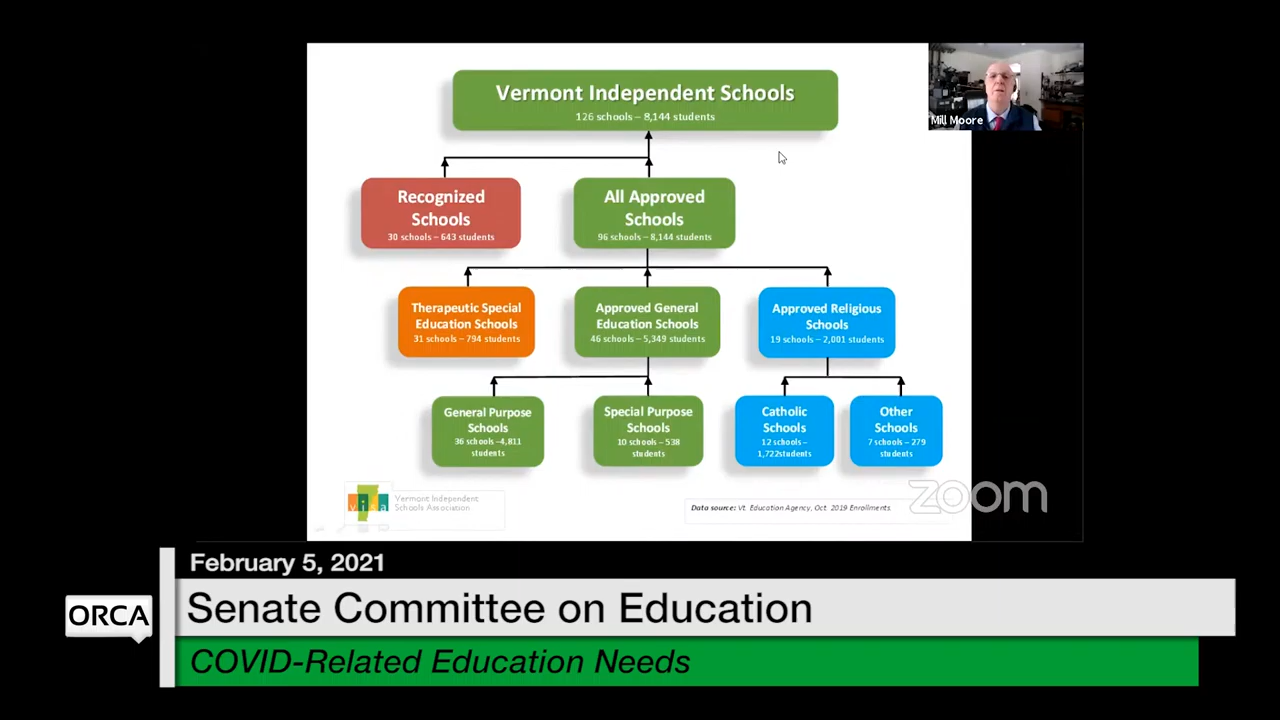 Vermont Independent Schools
126 schools – 8,144 students
Mill Moore
Recognized
Schools
30 schools – 643 students
All Approved
Schools
96 schools – 8,144 students
Therapeutic Special
Education Schools
31 schools – 794 students
Approved General
Education Schools
46 schools – 5,349 students
Approved Religious
Schools
19 schools – 2,001 students
General Purpose
Schools
36 schools –4,811
students
Special Purpose
Schools
10 schools – 538
students
Catholic
Schools
12 schools –
1,722students
Other
Schools
7 schools – 279
students
visa
Vermont Independent
Schools Association
Data source: Vt. Education Agency, Oct. 2019 Enrollments
zoom
February 5, 2021
ORCA
Senate Committee on Education
COVID-Related Education Needs